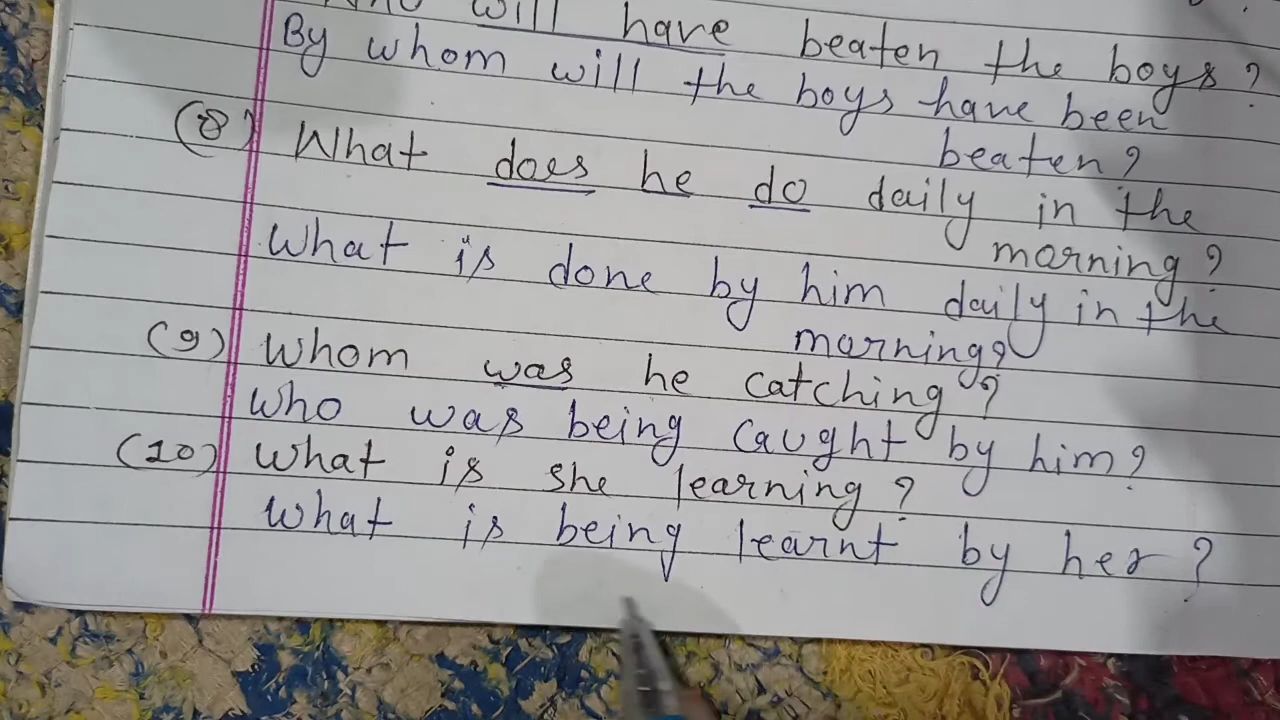 Who will have beaten the boys?
By whom will the boys have been
beaten?
(8) What does he do daily in the
morning?
What is done by him daily in the
morning?
(9) Whom was he catching?
Who was being caught by him?
(10) What is she learning?
What is being learnt by her?